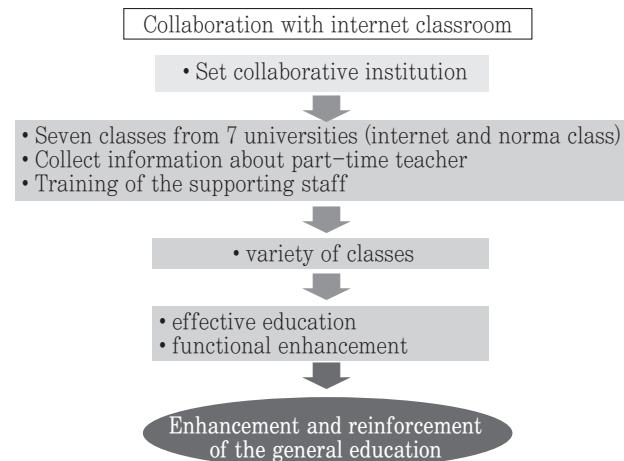 Collaboration with internet classroom
• Set collaborative institution
• Seven classes from 7 universities (internet and norma class)
• Collect information about part-time teacher
• Training of the supporting staff
• variety of classes
• effective education
• functional enhancement
Enhancement and reinforcement
of the general education